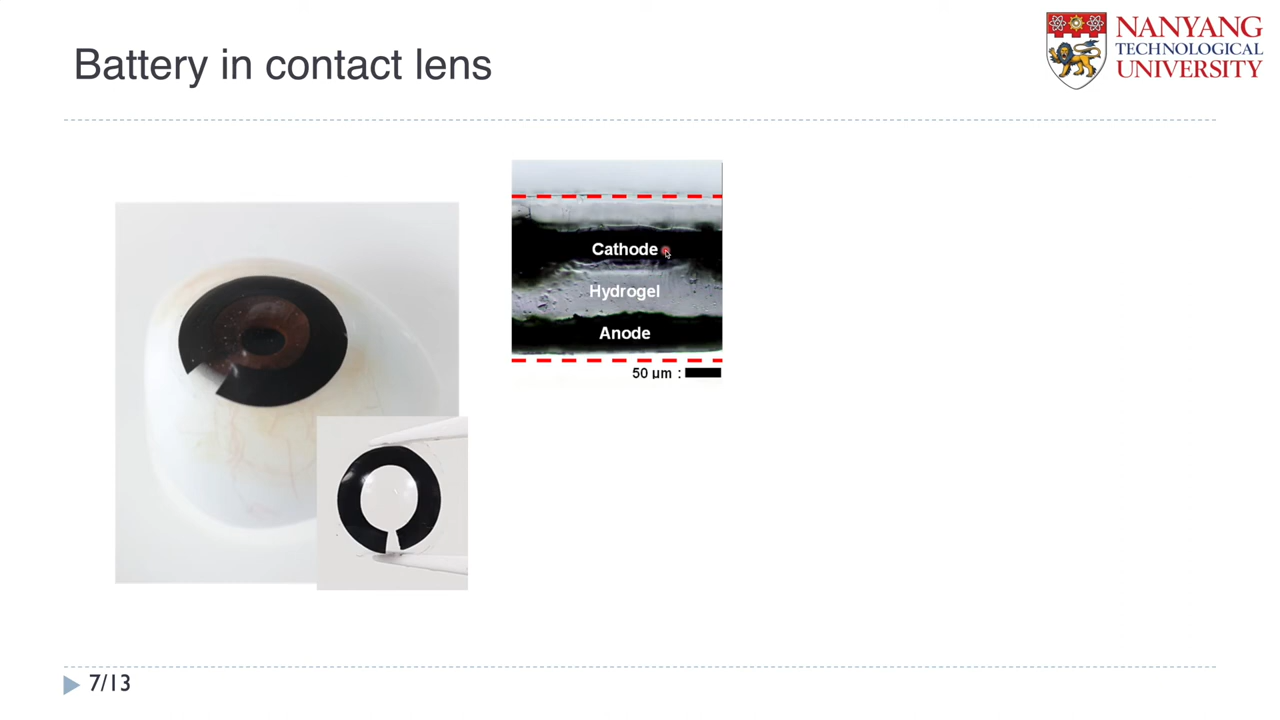 Battery in contact lens
NANYANG
TECHNOLOGICAL
UNIVERSITY
Cathode
Hydrogel
Anode
50 µm :
7/13